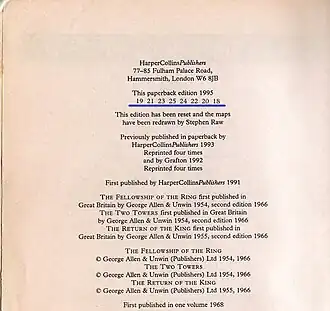 HarperCollinsPublishers
77–85 Fulham Palace Road,
Hammersmith, London W6 8JB
This paperback edition 1995
19 21 23 25 24 22 20 18
This edition has been reset and the maps
have been redrawn by Stephen Raw
Previously published in paperback by
HarperCollinsPublishers 1993
Reprinted four times
and by Grafton 1992
Reprinted four times
First published by HarperCollinsPublishers 1991
THE FELLOWSHIP OF THE RING first published in
Great Britain by George Allen & Unwin 1954, second edition 1966
THE TWO TOWERS first published in Great Britain
by George Allen & Unwin 1954, second edition 1966
THE RETURN OF THE KING first published in
Great Britain by George Allen & Unwin 1955, second edition 1966
THE FELLOWSHIP OF THE RING
© George Allen & Unwin (Publishers) Ltd 1954, 1966
THE TWO TOWERS
© George Allen & Unwin (Publishers) Ltd 1954, 1966
THE RETURN OF THE KING
© George Allen & Unwin (Publishers) Ltd 1955, 1966
First published in one volume 1968